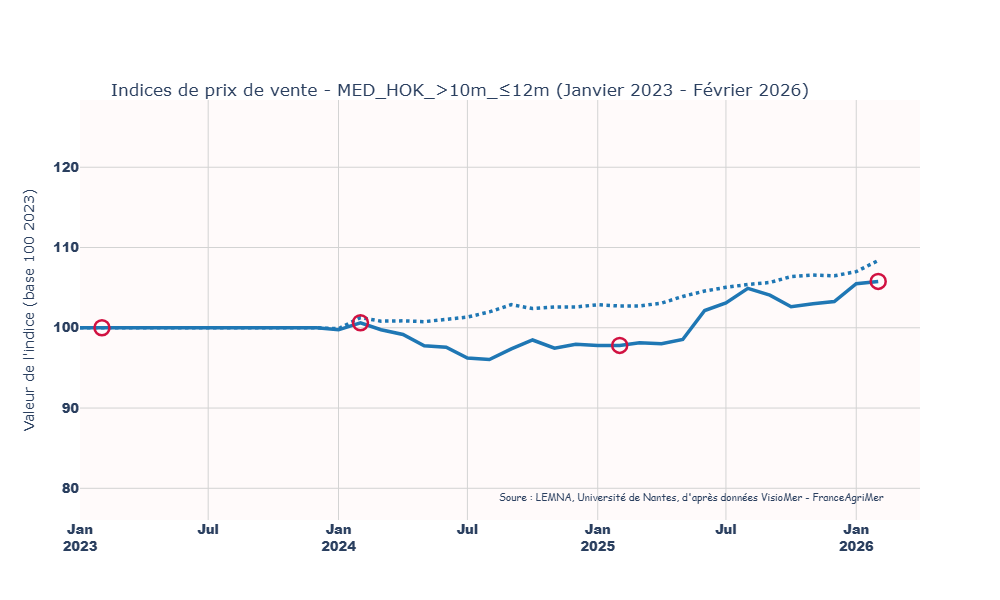 Indices de prix de vente - MED_HOK_>10m_≤12m (Janvier 2023 - Février 2026)
Valeur de l'indice (base 100 2023)
120
110
100
90
80
Soure : LEMNA, Université de Nantes, d'après données VisioMer - FranceAgriMer
Jan
2023
Jul
Jan
2024
Jul
Jan
2025
Jul
Jan
2026